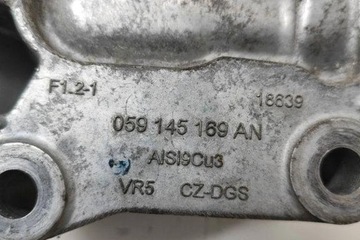 F1.2-1 18639
059 145 169 AN
AlSi9Cu3
VR5 CZ-DGS